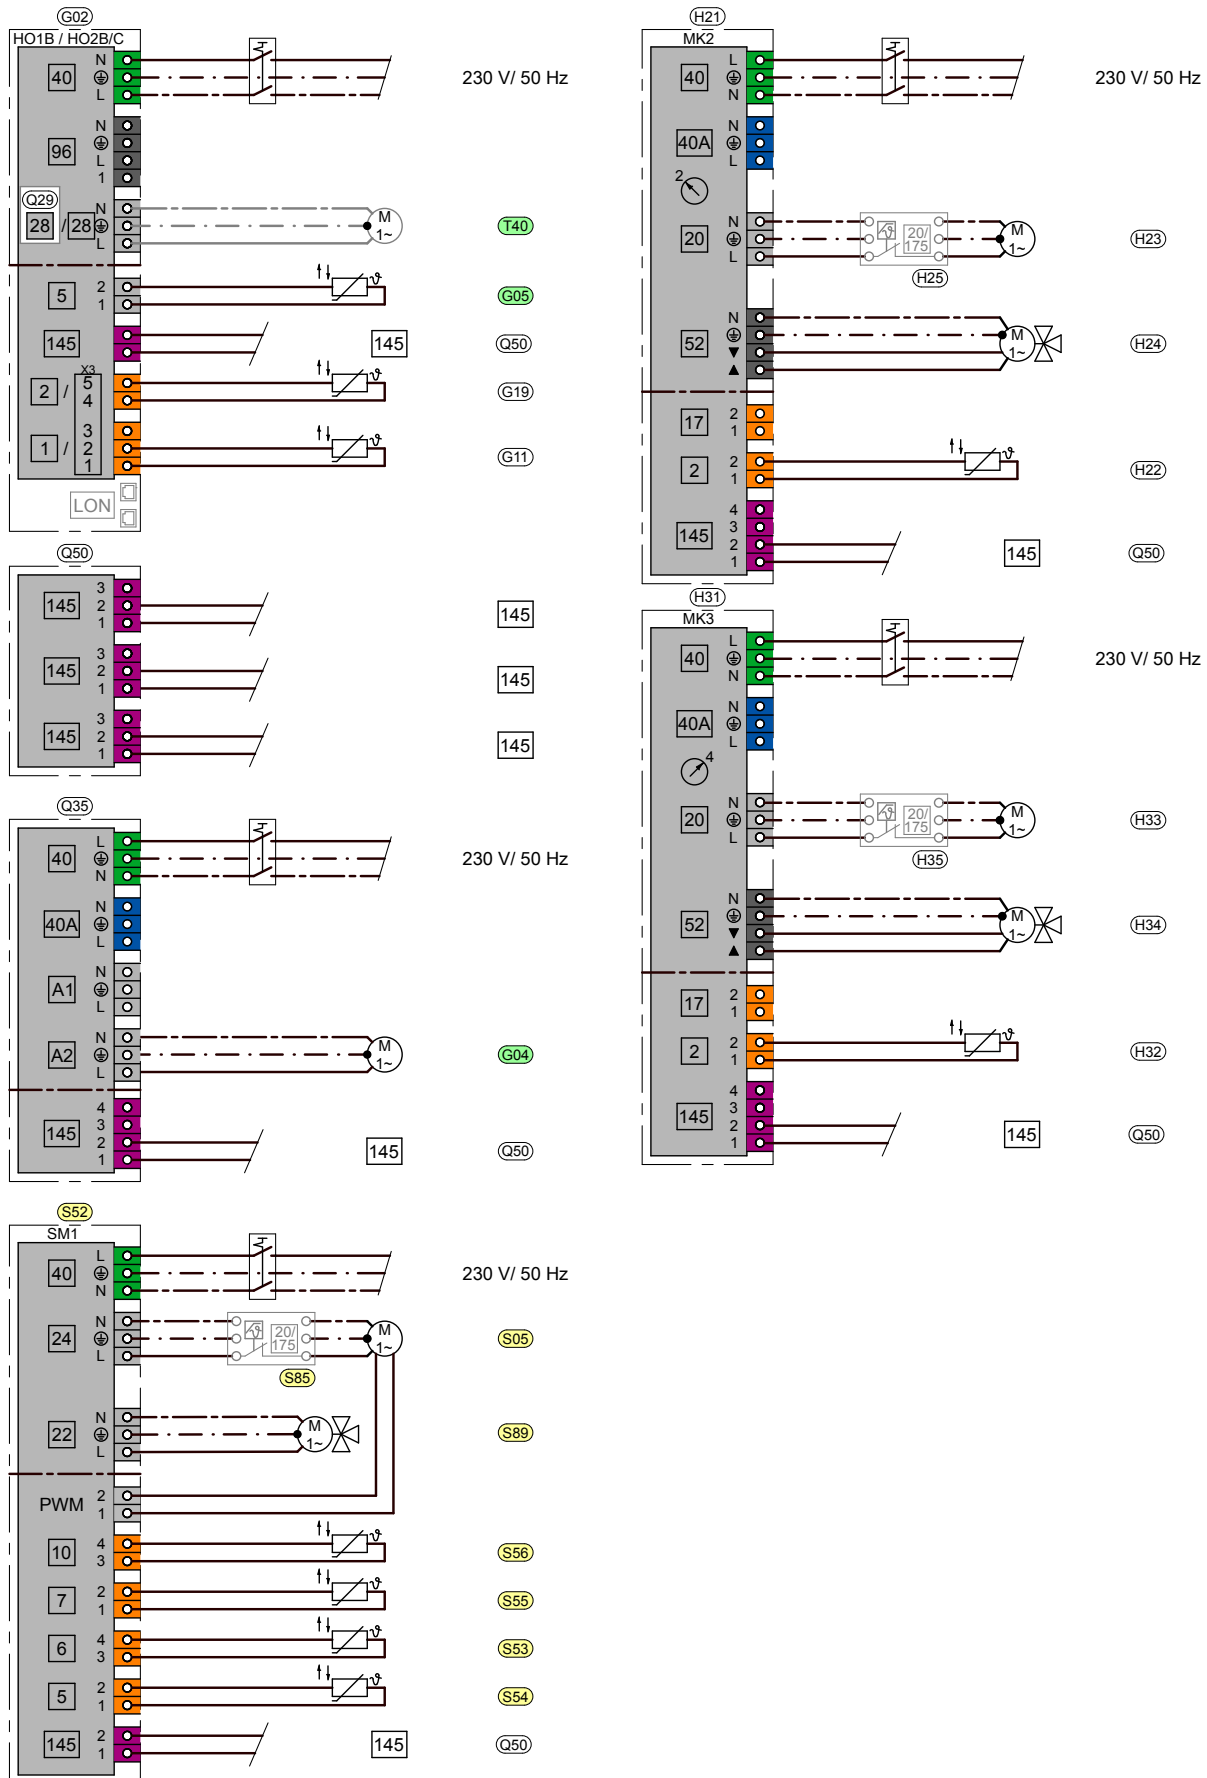 G02
HO1B / HO2B/C
40 N L 230 V/ 50 Hz
96 N L 1
Q29
28 / 28 N L M 1~ T40
5 2 1 ϑ G05
145 145 Q50
X3
2 / 5 4 ϑ G19
1 / 3 2 1 ϑ G11
LON
Q50
145 3 2 1 145
145 3 2 1 145
145 3 2 1 145
Q35
40 L N 230 V/ 50 Hz
40A N L
A1 N L
A2 N L M 1~ G04
145 4 3 2 1 145 Q50
S52
SM1
40 L N 230 V/ 50 Hz
24 N L ϑ 20/ 175 M 1~ S05
S85
22 N L M 1~ S89
PWM 2 1
10 4 3 ϑ S56
7 2 1 ϑ S55
6 4 3 ϑ S53
5 2 1 ϑ S54
145 2 1 145 Q50
H21
MK2
40 L N 230 V/ 50 Hz
40A N L
2
20 N L ϑ 20/ 175 M 1~ H23
H25
52 N ▼ ▲ M 1~ H24
17 2 1
2 2 1 ϑ H22
145 4 3 2 1 145 Q50
H31
MK3
40 L N 230 V/ 50 Hz
40A N L
4
20 N L ϑ 20/ 175 M 1~ H33
H35
52 N ▼ ▲ M 1~ H34
17 2 1
2 2 1 ϑ H32
145 4 3 2 1 145 Q50